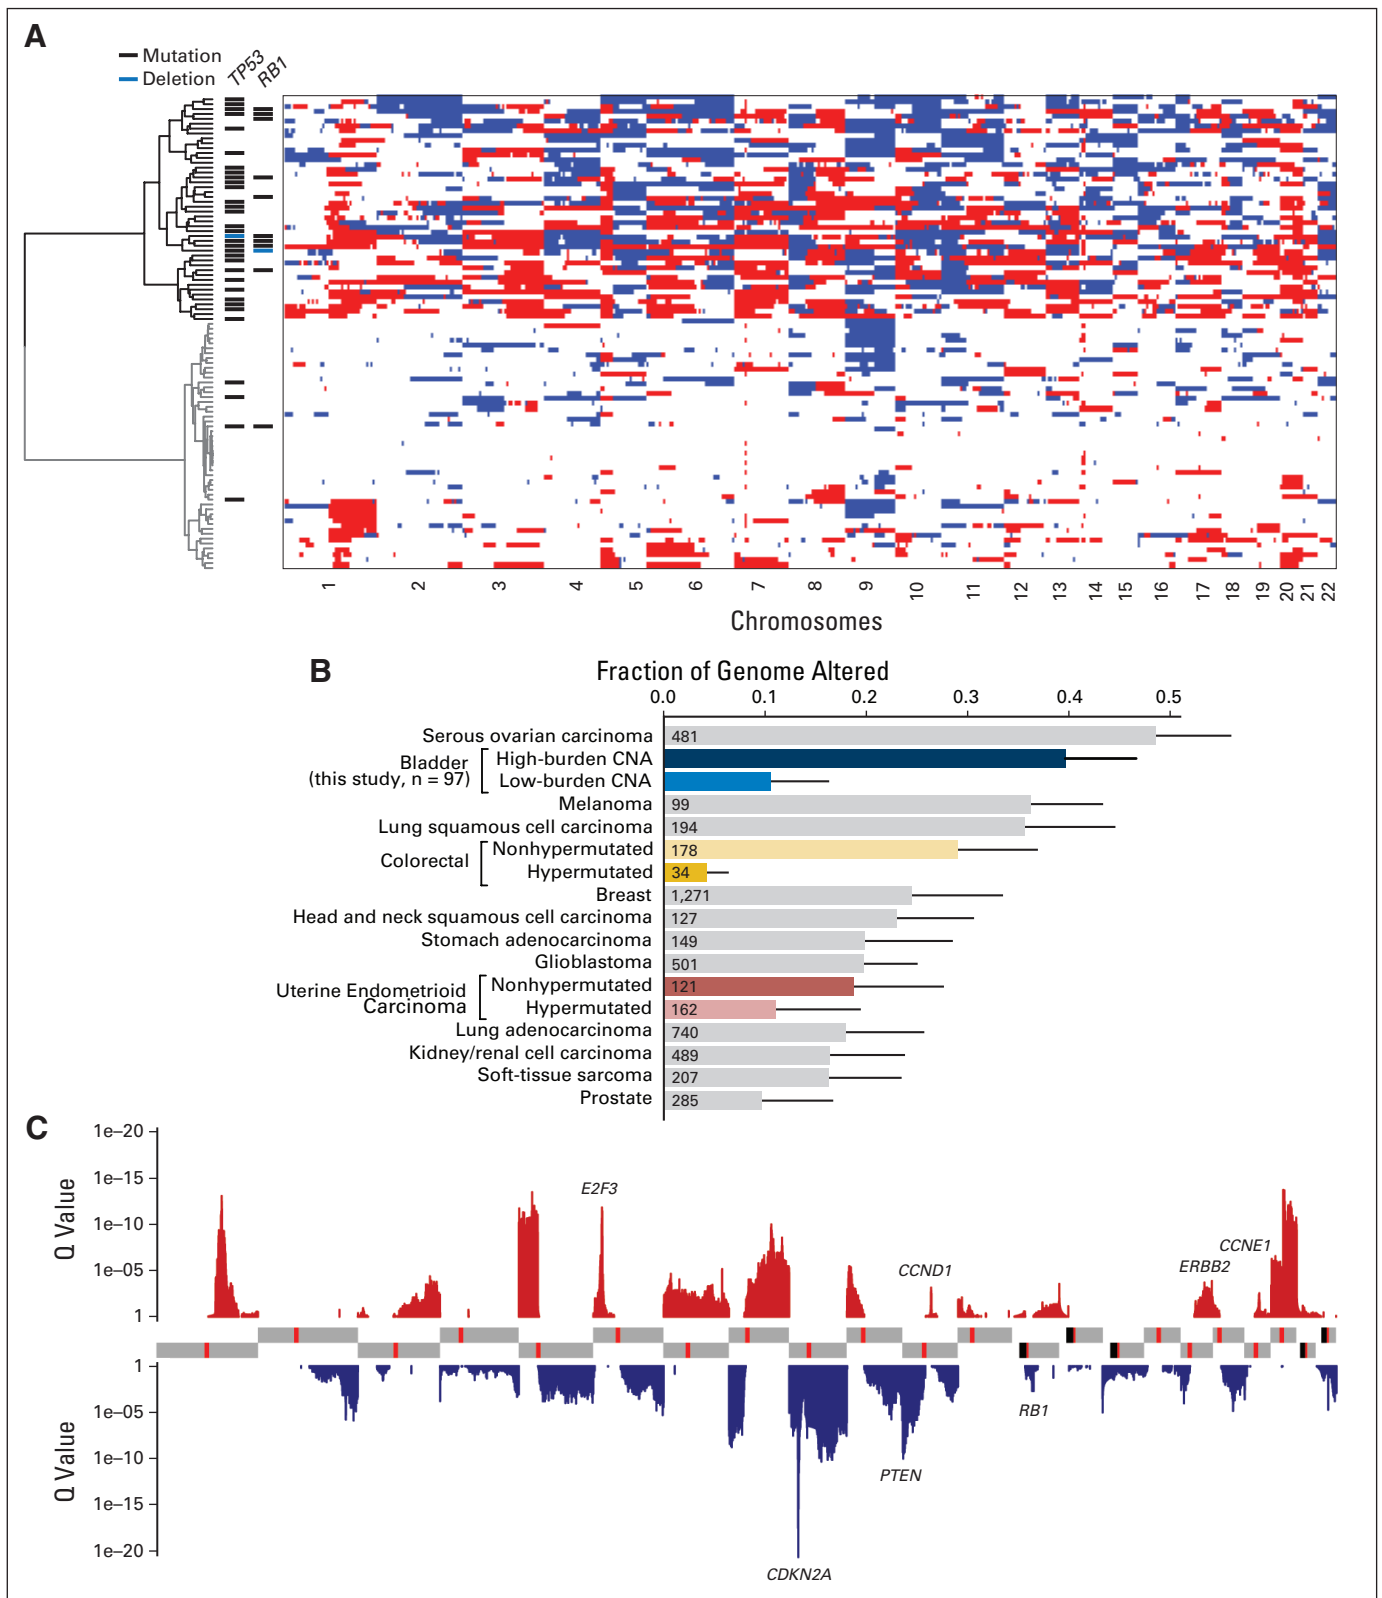 A
Mutation
Deletion
TP53
RB1
1 2 3 4 5 6 7 8 9 10 11 12 13 14 15 16 17 18 19 20 21 22
Chromosomes
B
Fraction of Genome Altered
0.0 0.1 0.2 0.3 0.4 0.5
Serous ovarian carcinoma 481
Bladder
(this study, n = 97)
High-burden CNA
Low-burden CNA
Melanoma 99
Lung squamous cell carcinoma 194
Colorectal
Nonhypermutated 178
Hypermutated 34
Breast 1,271
Head and neck squamous cell carcinoma 127
Stomach adenocarcinoma 149
Glioblastoma 501
Uterine Endometrioid
Carcinoma
Nonhypermutated 121
Hypermutated 162
Lung adenocarcinoma 740
Kidney/renal cell carcinoma 489
Soft-tissue sarcoma 207
Prostate 285
C
Q Value
1e–20
1e–15
1e–10
1e–05
1
E2F3
CCND1
ERBB2
CCNE1
Q Value
1
1e–05
1e–10
1e–15
1e–20
CDKN2A
PTEN
RB1